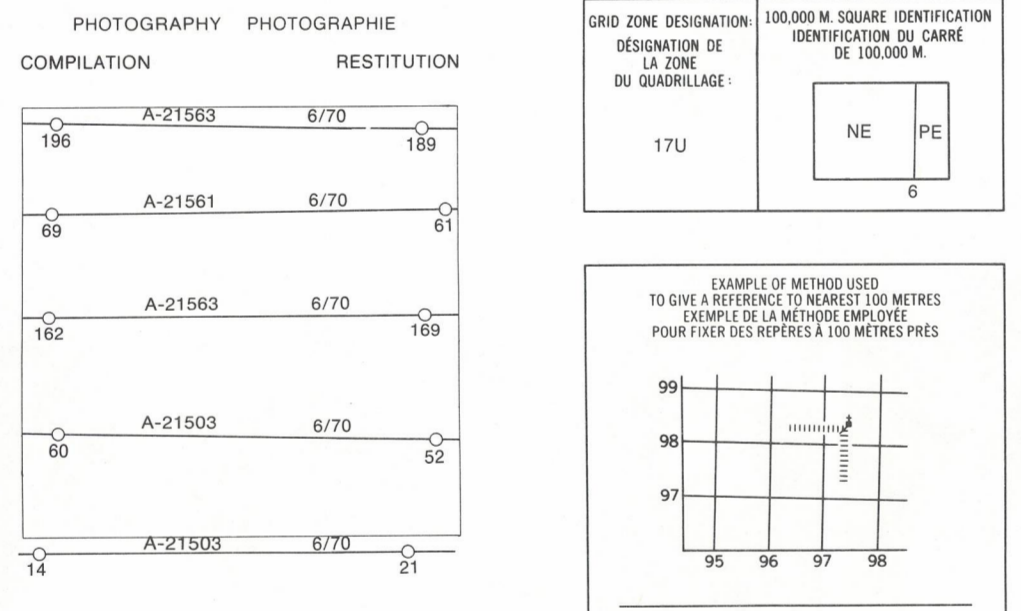 PHOTOGRAPHY PHOTOGRAPHIE
COMPILATION RESTITUTION
A-21563 6/70
196 189
A-21561 6/70
69 61
A-21563 6/70
162 169
A-21503 6/70
60 52
A-21503 6/70
14 21
GRID ZONE DESIGNATION:
DÉSIGNATION DE
LA ZONE
DU QUADRILLAGE :
17U
100,000 M. SQUARE IDENTIFICATION
IDENTIFICATION DU CARRÉ
DE 100,000 M.
NE PE
6
EXAMPLE OF METHOD USED
TO GIVE A REFERENCE TO NEAREST 100 METRES
EXEMPLE DE LA MÉTHODE EMPLOYÉE
POUR FIXER DES REPÈRES À 100 MÈTRES PRÈS
99
98
97
95 96 97 98